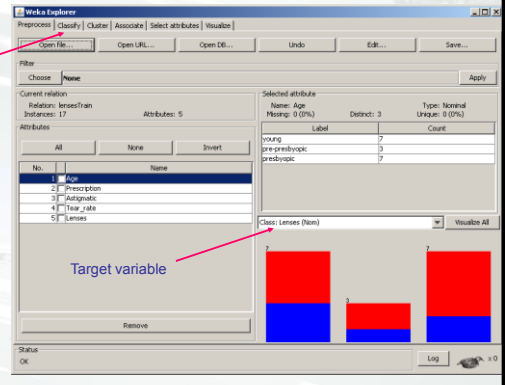 Weka Explorer
Preprocess Classify Cluster Associate Select attributes Visualize
Open file... Open URL... Open DB... Undo Edit... Save...
Filter
Choose None Apply
Current relation
Relation: lensesTrain
Instances: 17 Attributes: 5
Attributes
All None Invert
No. Name
1 Age
2 Prescription
3 Astigmatic
4 Tear_rate
5 Lenses
Remove
Selected attribute
Name: Age Type: Nominal
Missing: 0 (0%) Distinct: 3 Unique: 0 (0%)
Label Count
young 7
pre-presbyopic 3
presbyopic 7
Class: Lenses (Nom) Visualize All
7 3 7
Target variable
Status
OK Log x 0